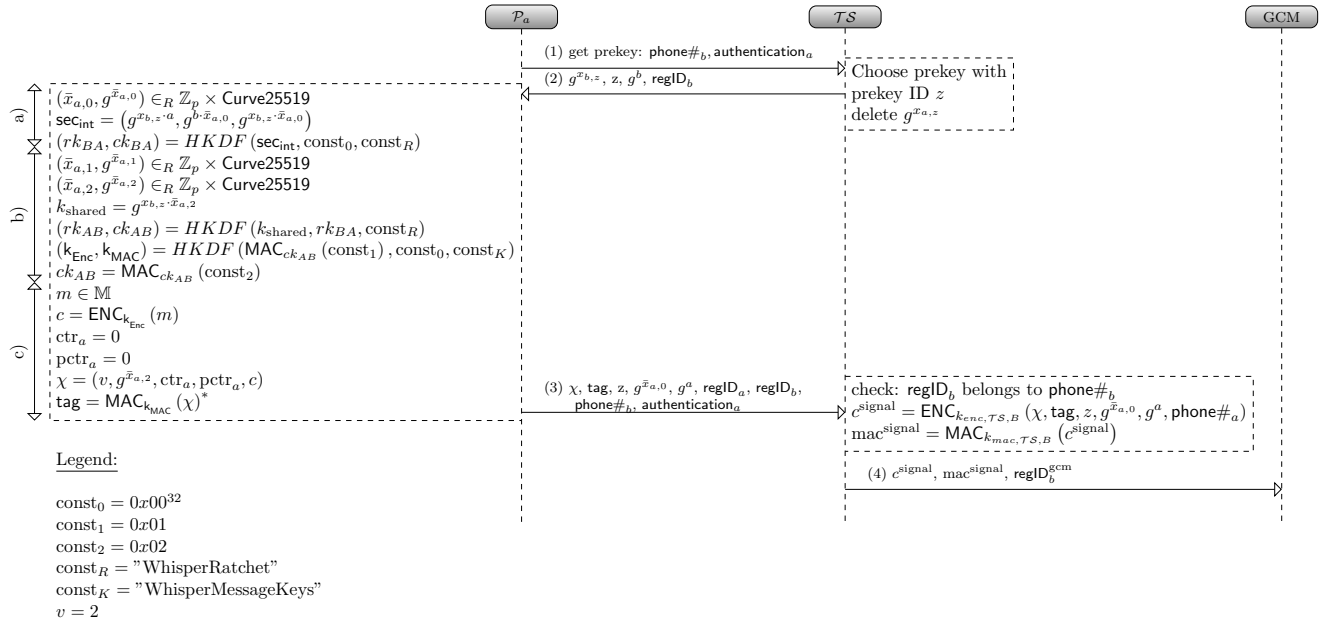 𝒫ₐ
𝒯𝒮
GCM
(1) get prekey: phone#_b, authentication_a
(2) g^{x_{b,z}}, z, g^b, regID_b
Choose prekey with
prekey ID z
delete g^{x_{a,z}}
a)
(x̄_{a,0}, g^{x̄_{a,0}}) ∈_R ℤ_p × Curve25519
sec_int = (g^{x_{b,z}·a}, g^{b·x̄_{a,0}}, g^{x_{b,z}·x̄_{a,0}})
(rk_{BA}, ck_{BA}) = HKDF (sec_int, const_0, const_R)
b)
(x̄_{a,1}, g^{x̄_{a,1}}) ∈_R ℤ_p × Curve25519
(x̄_{a,2}, g^{x̄_{a,2}}) ∈_R ℤ_p × Curve25519
k_shared = g^{x_{b,z}·x̄_{a,2}}
(rk_{AB}, ck_{AB}) = HKDF (k_shared, rk_{BA}, const_R)
(k_Enc, k_MAC) = HKDF (MAC_{ck_{AB}} (const_1) , const_0, const_K)
ck_{AB} = MAC_{ck_{AB}} (const_2)
c)
m ∈ 𝕄
c = ENC_{k_Enc} (m)
ctr_a = 0
pctr_a = 0
χ = (v, g^{x̄_{a,2}}, ctr_a, pctr_a, c)
tag = MAC_{k_MAC} (χ)^*
(3) χ, tag, z, g^{x̄_{a,0}}, g^a, regID_a, regID_b,
phone#_b, authentication_a
check: regID_b belongs to phone#_b
c^signal = ENC_{k_{enc,𝒯𝒮,B}} (χ, tag, z, g^{x̄_{a,0}}, g^a, phone#_a)
mac^signal = MAC_{k_{mac,𝒯𝒮,B}} (c^signal)
(4) c^signal, mac^signal, regID_b^gcm
Legend:
const_0 = 0x00^{32}
const_1 = 0x01
const_2 = 0x02
const_R = ”WhisperRatchet”
const_K = ”WhisperMessageKeys”
v = 2